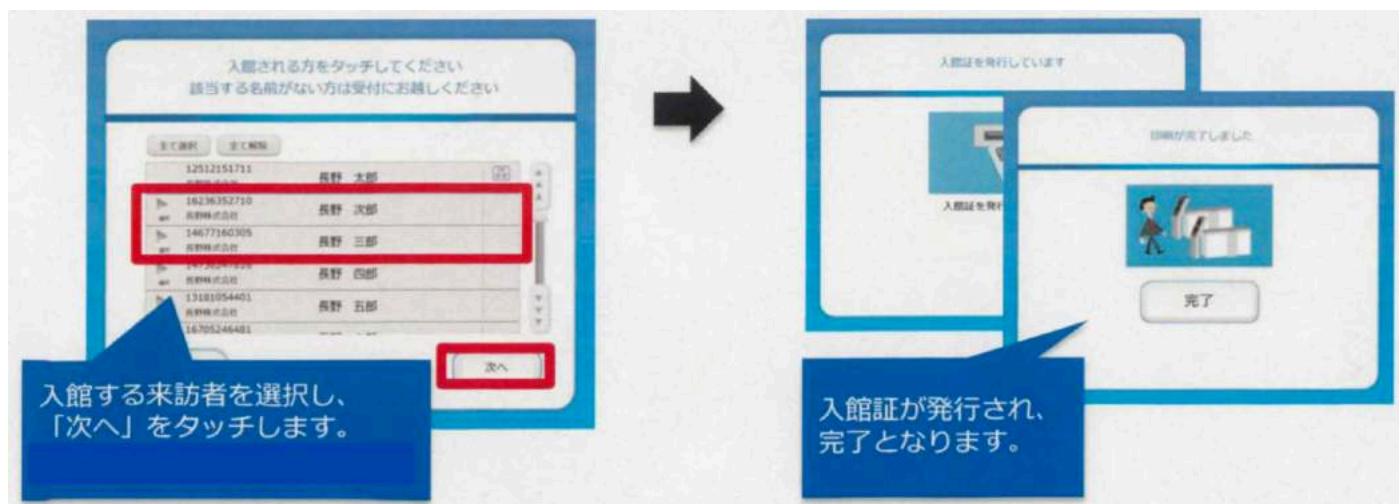 入館される方をタッチしてください
該当する名前がない方は受付にお越しください
全て選択 全て解除
12512151711
長野 太郎
16236352710
長野株式会社
長野 次郎
14677160305
長野株式会社
長野 三郎
長野株式会社
長野 四郎
13181054401
長野株式会社
長野 五郎
16705246481
次へ
入館する来訪者を選択し、
「次へ」をタッチします。
入館証を発行しています
入館証を発行
印刷が完了しました
完了
入館証が発行され、
完了となります。